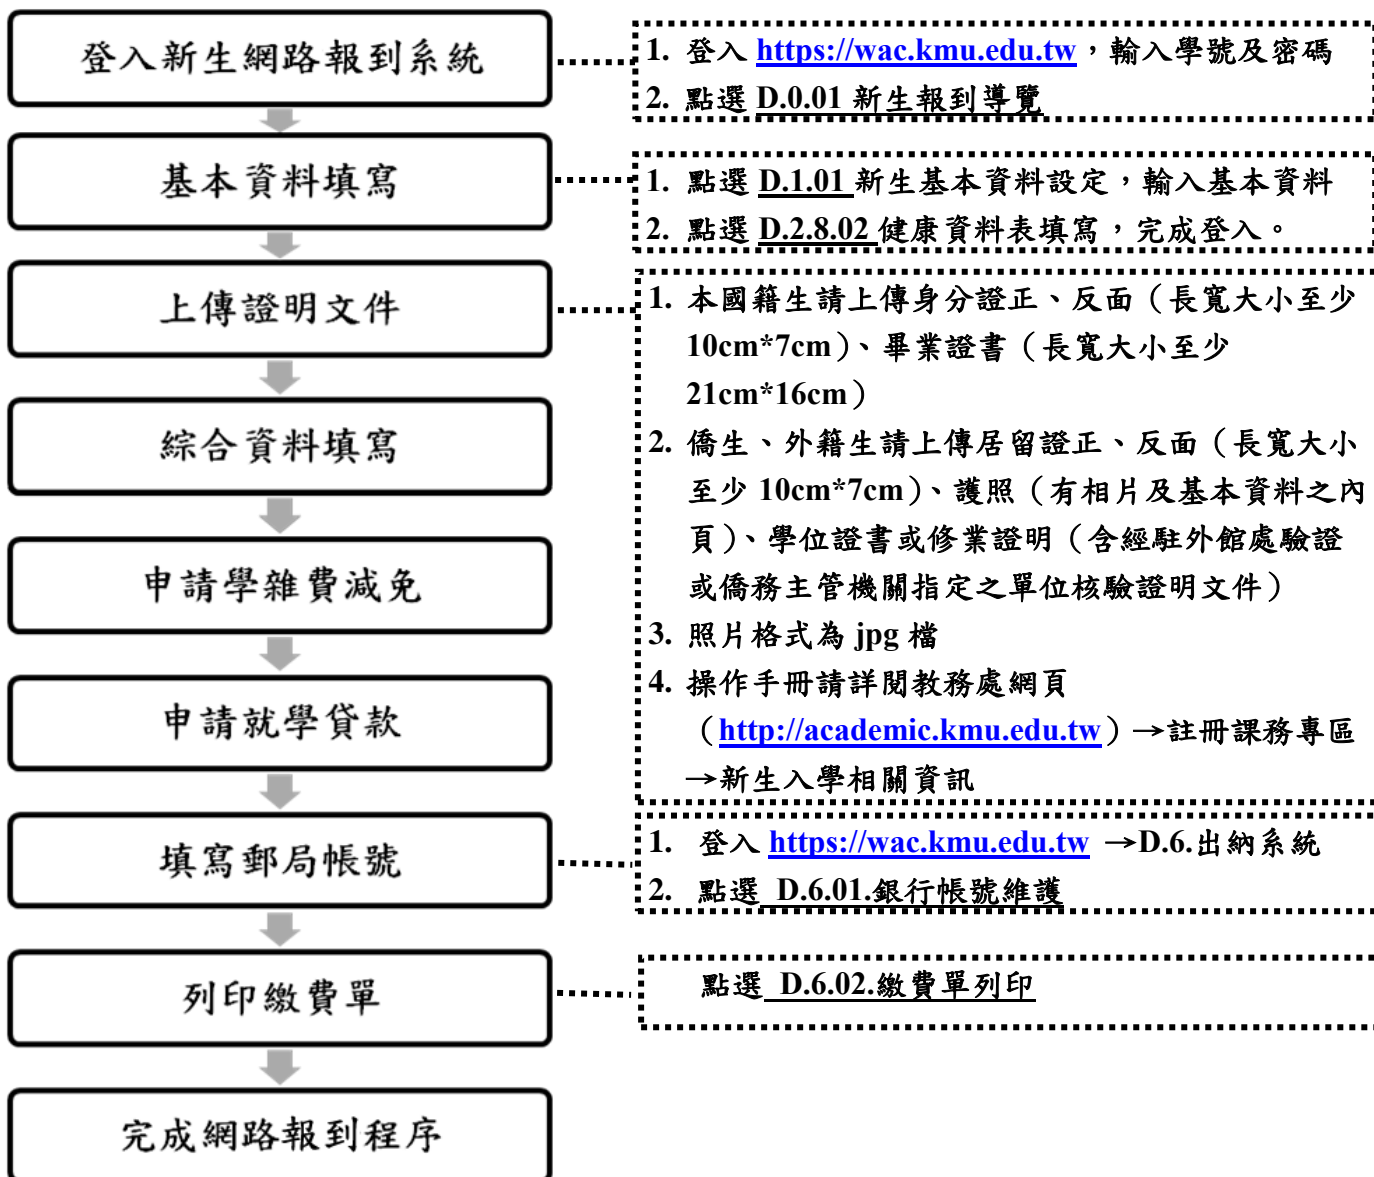 登入新生網路報到系統
1. 登入 https://wac.kmu.edu.tw，輸入學號及密碼
2. 點選 D.0.01 新生報到導覽
基本資料填寫
1. 點選 D.1.01 新生基本資料設定，輸入基本資料
2. 點選 D.2.8.02 健康資料表填寫，完成登入。
上傳證明文件
1. 本國籍生請上傳身分證正、反面（長寬大小至少
10cm*7cm）、畢業證書（長寬大小至少
21cm*16cm）
2. 僑生、外籍生請上傳居留證正、反面（長寬大小
至少 10cm*7cm）、護照（有相片及基本資料之內
頁）、學位證書或修業證明（含經駐外館處驗證
或僑務主管機關指定之單位核驗證明文件）
3. 照片格式為 jpg 檔
4. 操作手冊請詳閱教務處網頁
（http://academic.kmu.edu.tw）→註冊課務專區
→新生入學相關資訊
綜合資料填寫
申請學雜費減免
申請就學貸款
填寫郵局帳號
1. 登入 https://wac.kmu.edu.tw →D.6.出納系統
2. 點選 D.6.01.銀行帳號維護
列印繳費單
點選 D.6.02.繳費單列印
完成網路報到程序